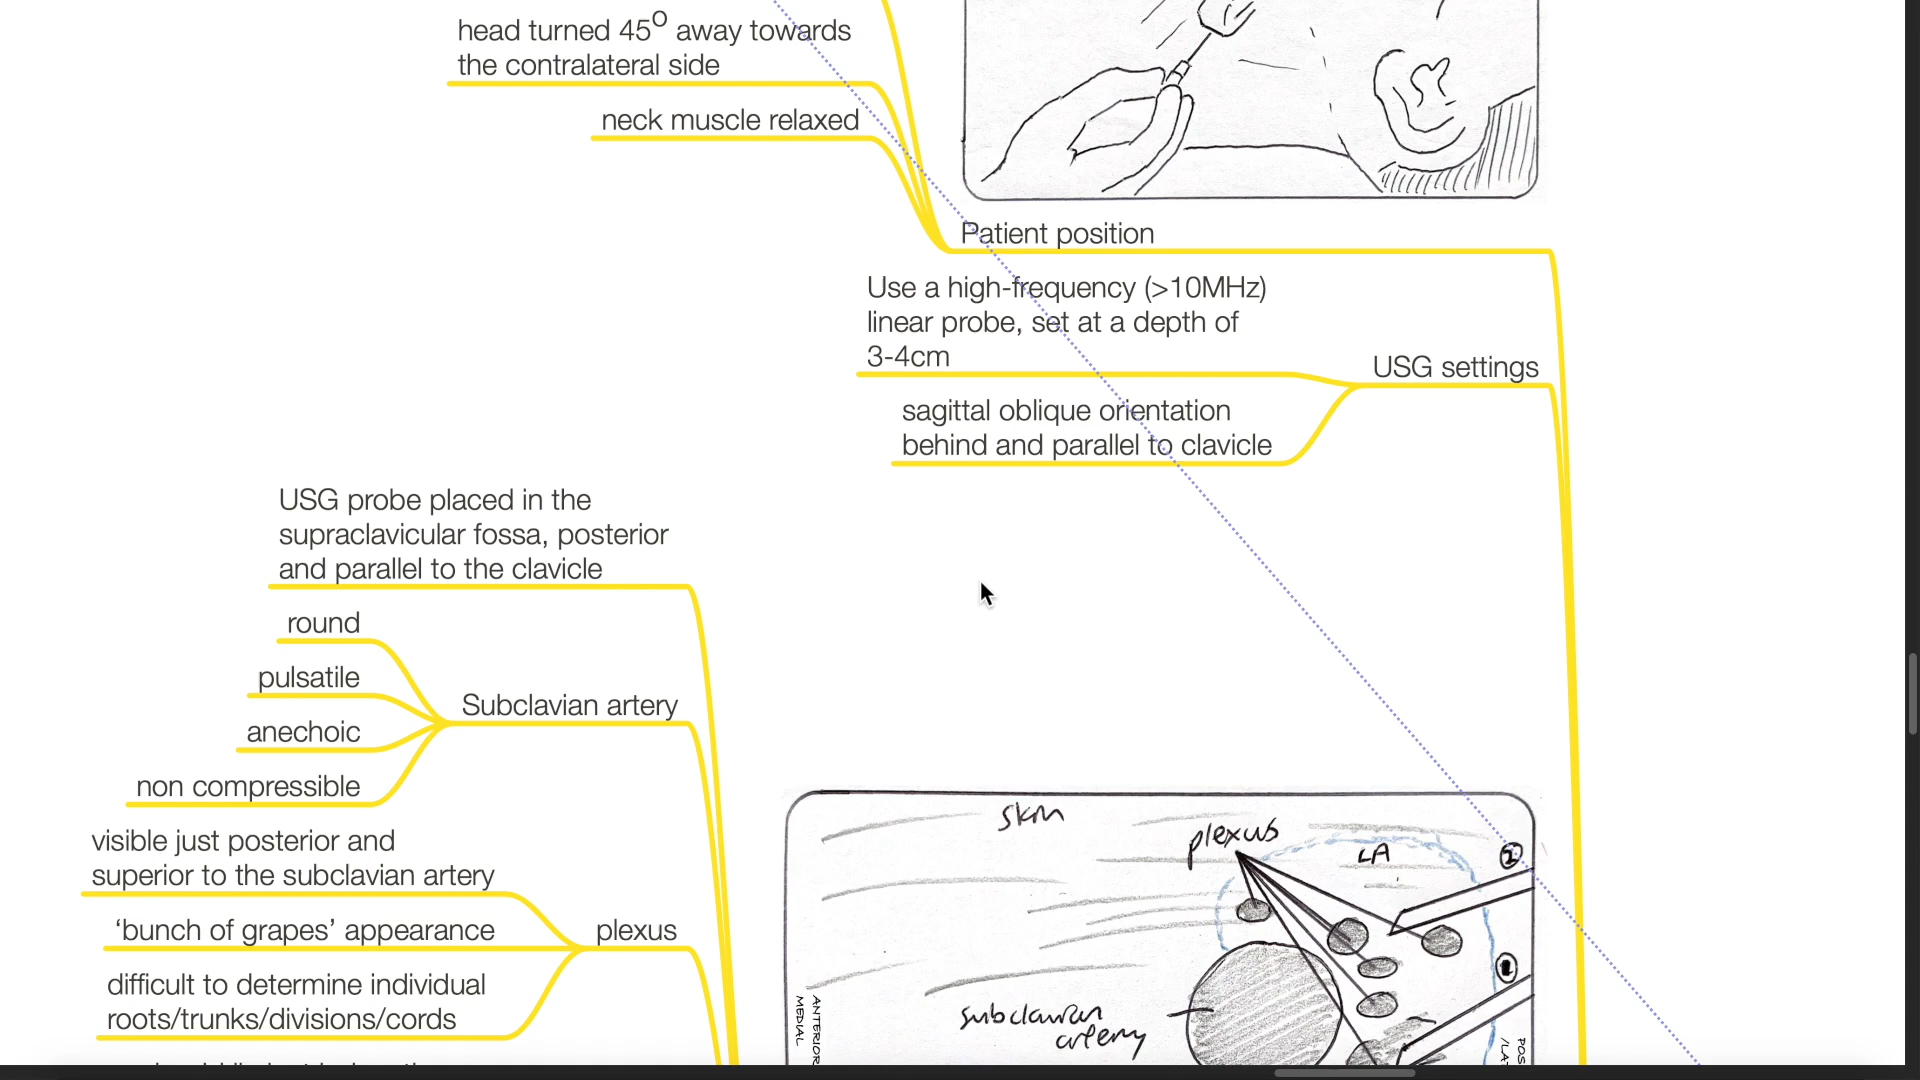 head turned 45º away towards
the contralateral side
neck muscle relaxed
Patient position
Use a high-frequency (>10MHz)
linear probe, set at a depth of
3-4cm
USG settings
sagittal oblique orientation
behind and parallel to clavicle
USG probe placed in the
supraclavicular fossa, posterior
and parallel to the clavicle
round
pulsatile
Subclavian artery
anechoic
non compressible
visible just posterior and
superior to the subclavian artery
‘bunch of grapes’ appearance
plexus
difficult to determine individual
roots/trunks/divisions/cords
skin
plexus
LA
2
1
subclavian
artery
ANTERIOR
MEDIAL